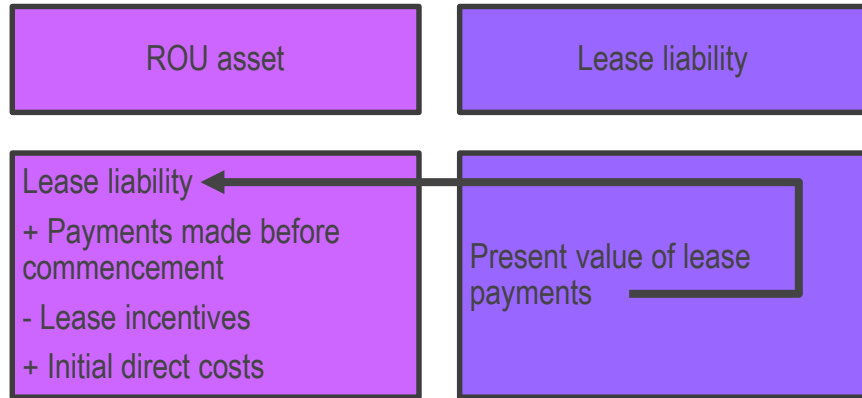 ROU asset
Lease liability
Lease liability
+ Payments made before
commencement
- Lease incentives
+ Initial direct costs
Present value of lease
payments